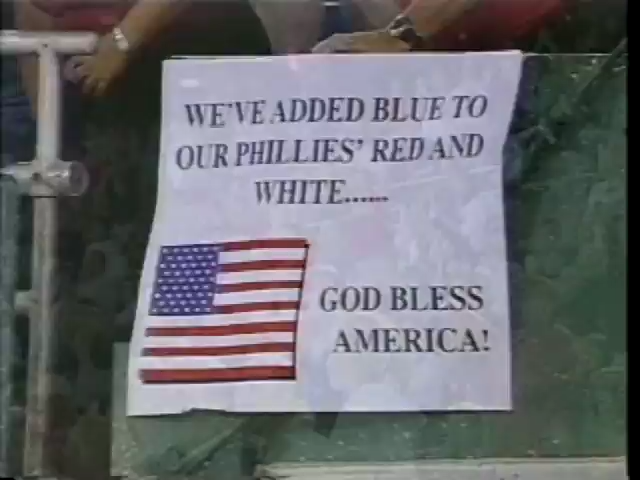 WE'VE ADDED BLUE TO
OUR PHILLIES' RED AND
WHITE......
GOD BLESS
AMERICA!